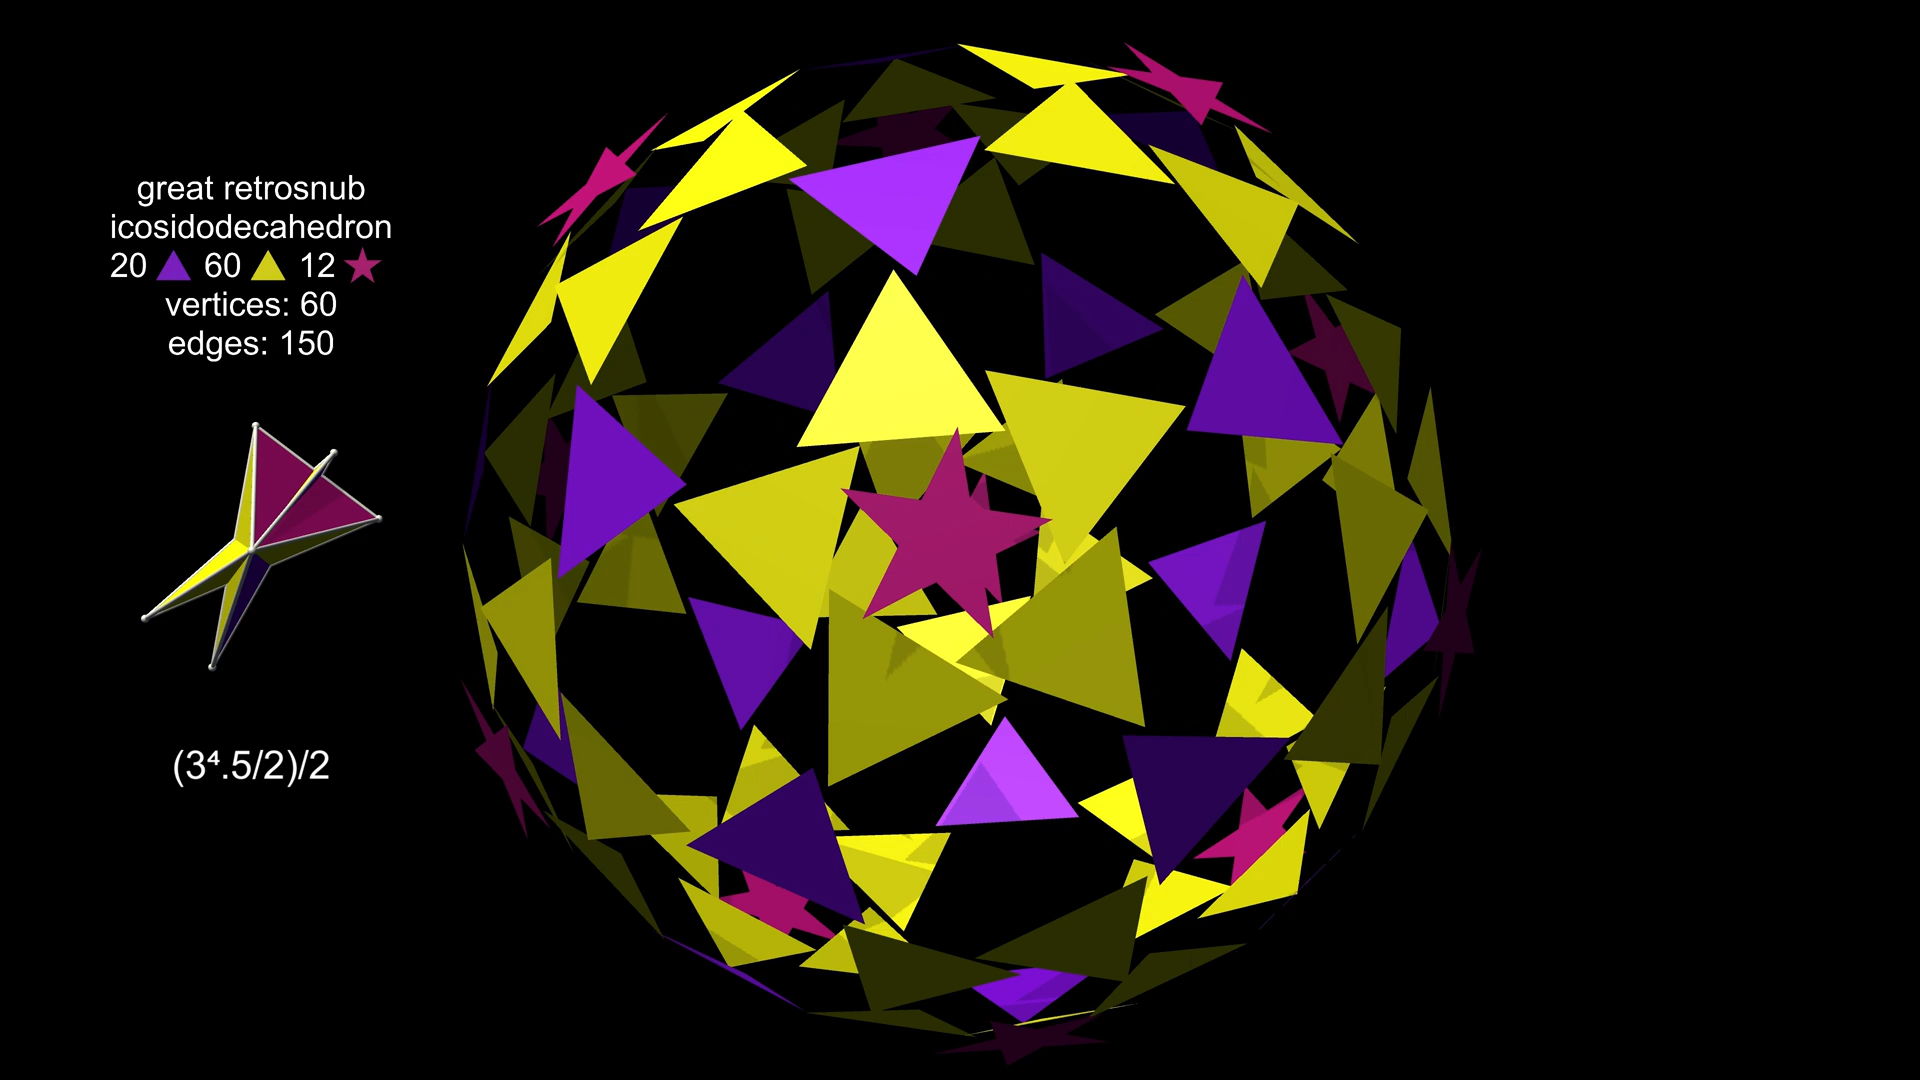 great retrosnub
icosidodecahedron
20 60 12
vertices: 60
edges: 150
(3⁴.5/2)/2